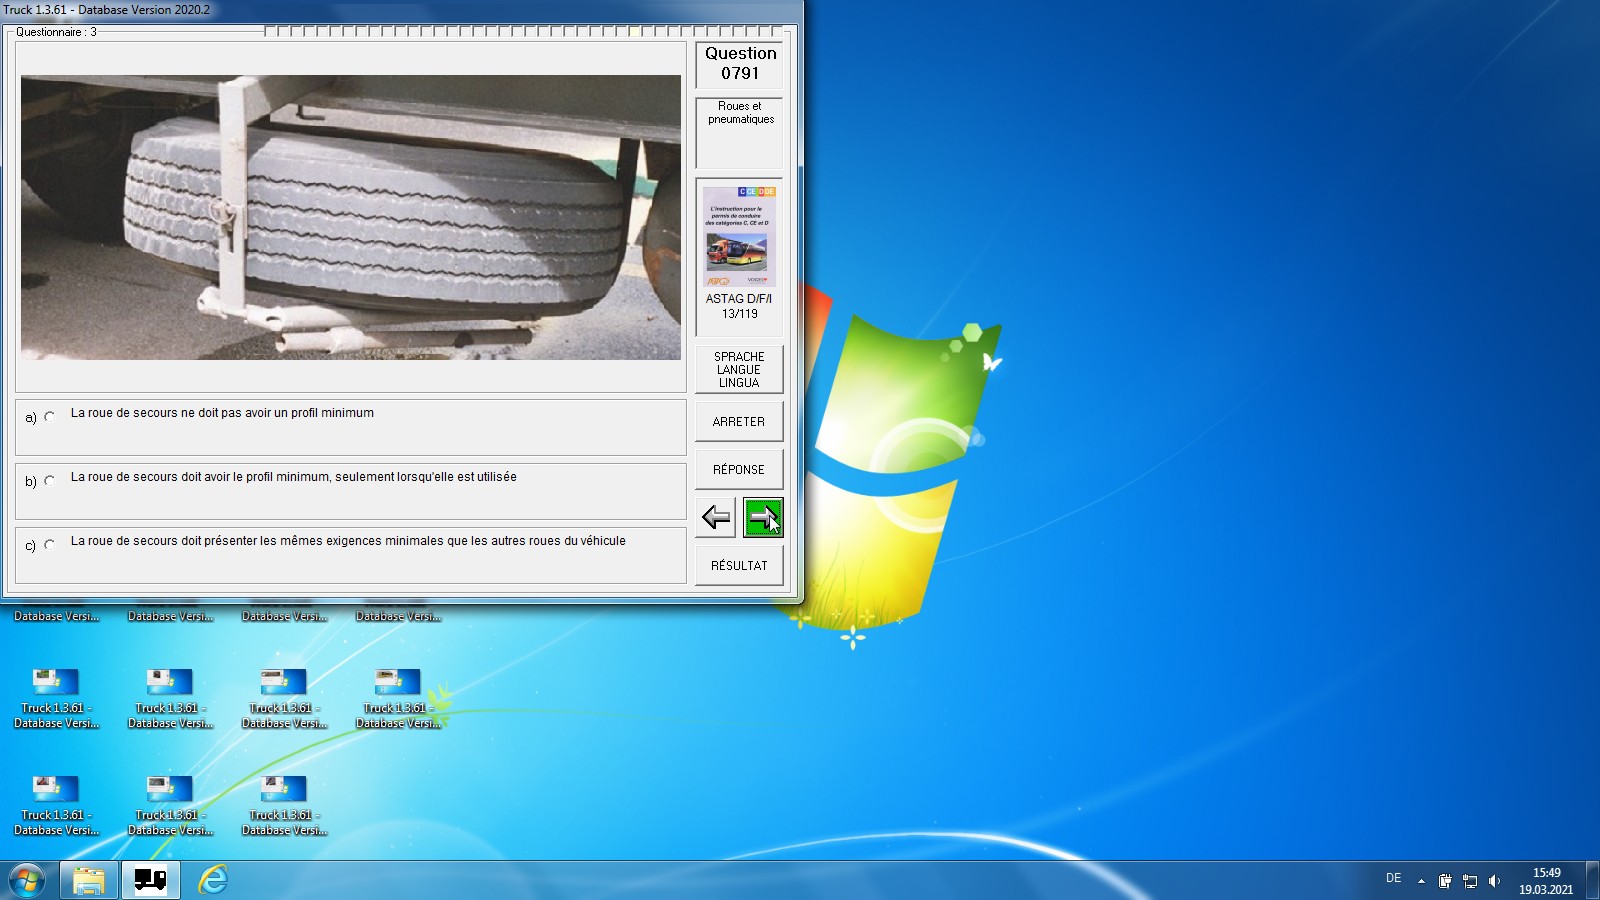 Truck 1.3.61 - Database Version 2020.2
Questionnaire : 3
Question
0791
Roues et
pneumatiques
C CE D DE
L'instruction pour le
permis de conduire
des catégories C, CE et D
ASTAG D/F/I
13/119
SPRACHE
LANGUE
LINGUA
ARRETER
RÉPONSE
RÉSULTAT
a) La roue de secours ne doit pas avoir un profil minimum
b) La roue de secours doit avoir le profil minimum, seulement lorsqu'elle est utilisée
c) La roue de secours doit présenter les mêmes exigences minimales que les autres roues du véhicule
Database Versi... Database Versi... Database Versi... Database Versi...
Truck 1.3.61 - Truck 1.3.61 - Truck 1.3.61 - Truck 1.3.61 -
Database Versi... Database Versi... Database Versi... Database Versi...
Truck 1.3.61 - Truck 1.3.61 - Truck 1.3.61 -
Database Versi... Database Versi... Database Versi...
DE
15:49
19.03.2021